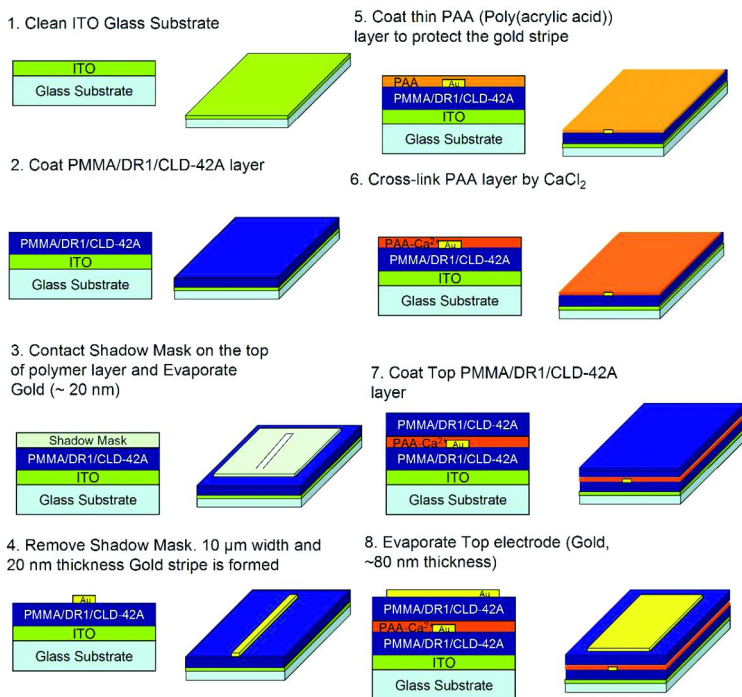 1. Clean ITO Glass Substrate
ITO
Glass Substrate
2. Coat PMMA/DR1/CLD-42A layer
PMMA/DR1/CLD-42A
ITO
Glass Substrate
3. Contact Shadow Mask on the top
of polymer layer and Evaporate
Gold (~ 20 nm)
Shadow Mask
PMMA/DR1/CLD-42A
ITO
Glass Substrate
4. Remove Shadow Mask. 10 µm width and
20 nm thickness Gold stripe is formed
Au
PMMA/DR1/CLD-42A
ITO
Glass Substrate
5. Coat thin PAA (Poly(acrylic acid))
layer to protect the gold stripe
PAA Au
PMMA/DR1/CLD-42A
ITO
Glass Substrate
6. Cross-link PAA layer by CaCl₂
PAA-Ca²⁺ Au
PMMA/DR1/CLD-42A
ITO
Glass Substrate
7. Coat Top PMMA/DR1/CLD-42A
layer
PMMA/DR1/CLD-42A
PAA-Ca²⁺ Au
PMMA/DR1/CLD-42A
ITO
Glass Substrate
8. Evaporate Top electrode (Gold,
~80 nm thickness)
Au
PMMA/DR1/CLD-42A
PAA-Ca²⁺ Au
PMMA/DR1/CLD-42A
ITO
Glass Substrate